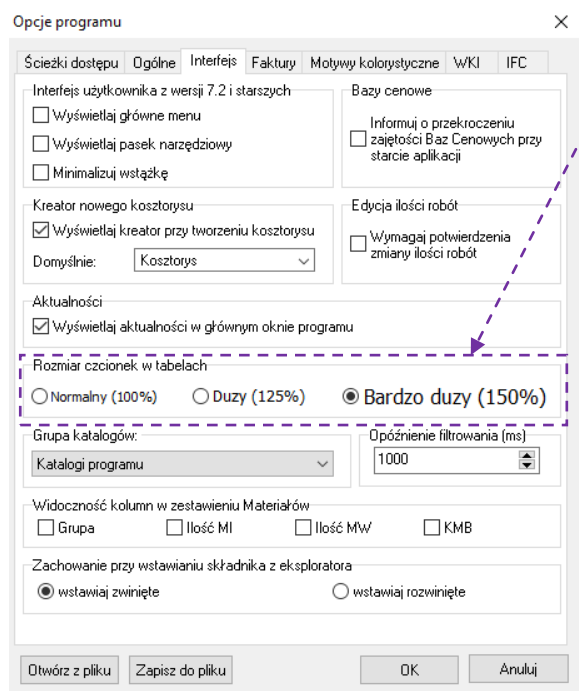 Opcje programu
Ścieżki dostępu Ogólne Interfejs Faktury Motywy kolorystyczne WKI IFC
Interfejs użytkownika z wersji 7.2 i starszych
Wyświetlaj główne menu
Wyświetlaj pasek narzędziowy
Minimalizuj wstążkę
Bazy cenowe
Informuj o przekroczeniu
zajętości Baz Cenowych przy
starcie aplikacji
Kreator nowego kosztorysu
Wyświetlaj kreator przy tworzeniu kosztorysu
Domyślnie: Kosztorys
Edycja ilości robót
Wymagaj potwierdzenia
zmiany ilości robót
Aktualności
Wyświetlaj aktualności w głównym oknie programu
Rozmiar czcionek w tabelach
Normalny (100%) Duzy (125%) Bardzo duzy (150%)
Grupa katalogów:
Katalogi programu
Opóźnienie filtrowania (ms)
1000
Widoczność kolumn w zestawieniu Materiałów
Grupa Ilość MI Ilość MW KMB
Zachowanie przy wstawianiu składnika z eksploratora
wstawiaj zwinięte wstawiaj rozwinięte
Otwórz z pliku Zapisz do pliku OK Anuluj